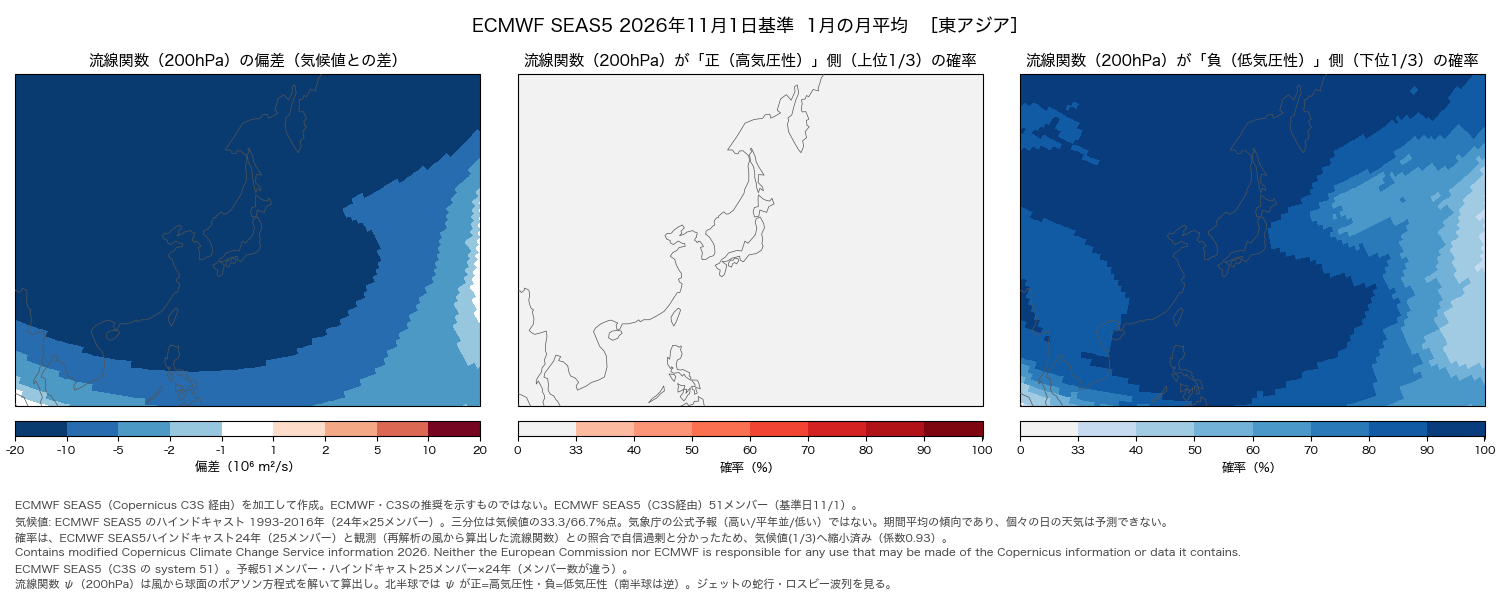 ECMWF SEAS5 2026年11月1日基準  1月の月平均  ［東アジア］
流線関数（200hPa）の偏差（気候値との差）
流線関数（200hPa）が「正（高気圧性）」側（上位1/3）の確率
流線関数（200hPa）が「負（低気圧性）」側（下位1/3）の確率
-20 -10 -5 -2 -1 1 2 5 10 20
偏差（10⁶ m²/s）
0 33 40 50 60 70 80 90 100
確率（%）
0 33 40 50 60 70 80 90 100
確率（%）
ECMWF SEAS5（Copernicus C3S 経由）を加工して作成。ECMWF・C3Sの推奨を示すものではない。ECMWF SEAS5（C3S経由）51メンバー（基準日11/1）。
気候値: ECMWF SEAS5 のハインドキャスト 1993-2016年（24年×25メンバー）。三分位は気候値の33.3/66.7%点。気象庁の公式予報（高い/平年並/低い）ではない。期間平均の傾向であり、個々の日の天気は予測できない。
確率は、ECMWF SEAS5ハインドキャスト24年（25メンバー）と観測（再解析の風から算出した流線関数）との照合で自信過剰と分かったため、気候値(1/3)へ縮小済み（係数0.93）。
Contains modified Copernicus Climate Change Service information 2026. Neither the European Commission nor ECMWF is responsible for any use that may be made of the Copernicus information or data it contains.
ECMWF SEAS5（C3S の system 51）。予報51メンバー・ハインドキャスト25メンバー×24年（メンバー数が違う）。
流線関数 ψ（200hPa）は風から球面のポアソン方程式を解いて算出し。北半球では ψ が正=高気圧性・負=低気圧性（南半球は逆）。ジェットの蛇行・ロスビー波列を見る。